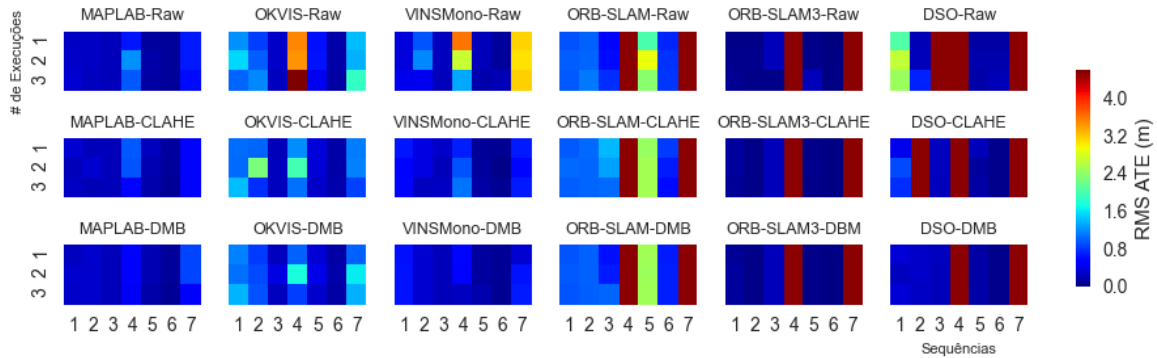 MAPLAB-Raw OKVIS-Raw VINSMono-Raw ORB-SLAM-Raw ORB-SLAM3-Raw DSO-Raw
# de Execuções
3 2 1
MAPLAB-CLAHE OKVIS-CLAHE VINSMono-CLAHE ORB-SLAM-CLAHE ORB-SLAM3-CLAHE DSO-CLAHE
3 2 1
MAPLAB-DMB OKVIS-DMB VINSMono-DMB ORB-SLAM-DMB ORB-SLAM3-DBM DSO-DMB
3 2 1
1 2 3 4 5 6 7 1 2 3 4 5 6 7 1 2 3 4 5 6 7 1 2 3 4 5 6 7 1 2 3 4 5 6 7 1 2 3 4 5 6 7
Sequências
4.0
3.2
2.4
1.6
0.8
0.0
RMS ATE (m)